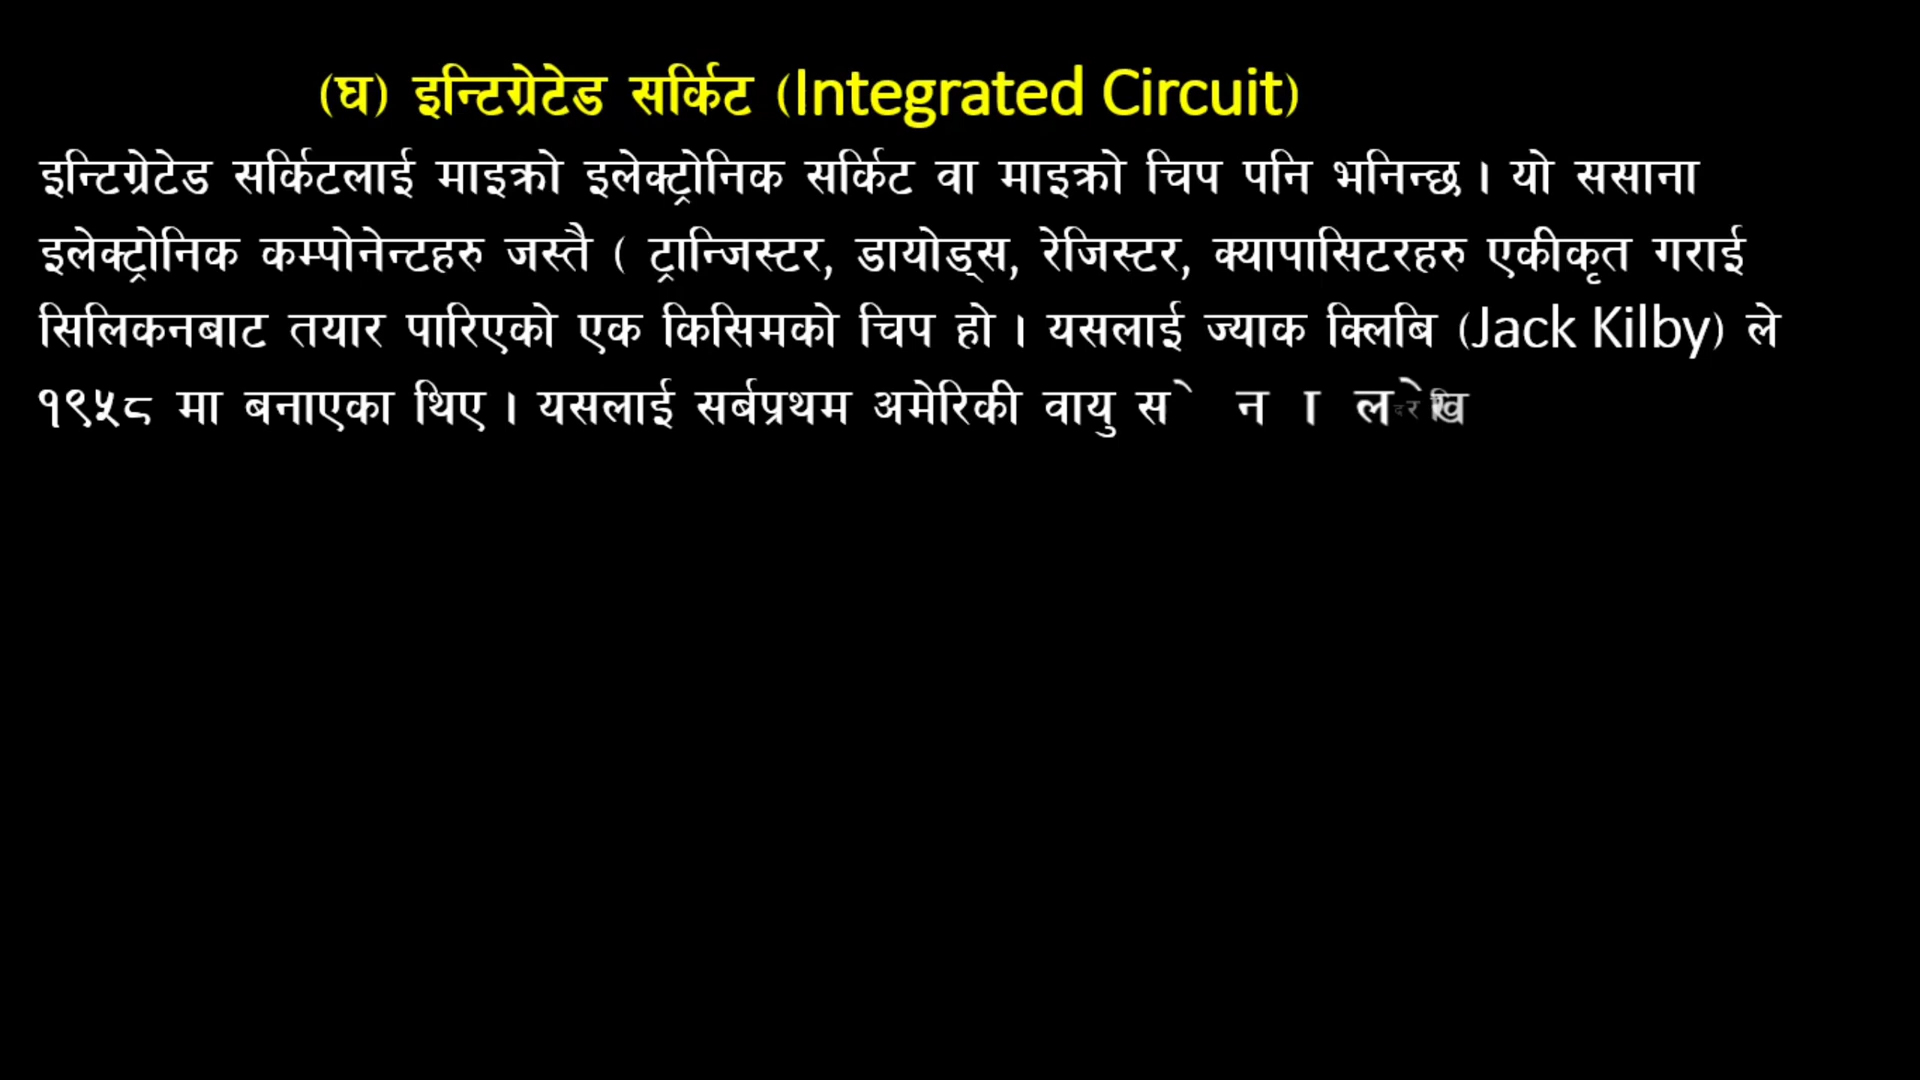 (घ) इन्टिग्रेटेड सर्किट (Integrated Circuit)
इन्टिग्रेटेड सर्किटलाई माइक्रो इलेक्ट्रोनिक सर्किट वा माइक्रो चिप पनि भनिन्छ । यो ससाना
इलेक्ट्रोनिक कम्पोनेन्टहरु जस्तै ( ट्रान्जिस्टर, डायोड्स, रेजिस्टर, क्यापासिटरहरु एकीकृत गराई
सिलिकनबाट तयार पारिएको एक किसिमको चिप हो । यसलाई ज्याक क्लिबि (Jack Kilby) ले
१९५८ मा बनाएका थिए । यसलाई सर्बप्रथम अमेरिकी वायु सेनाले